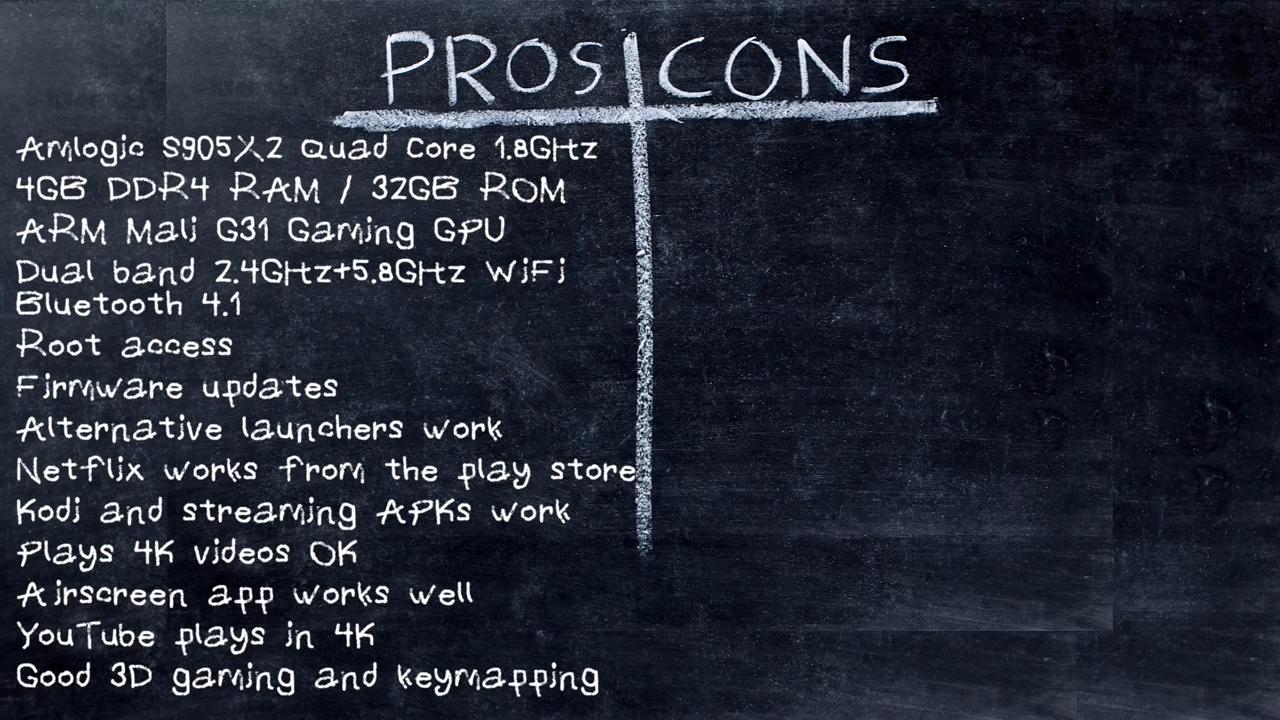 PROS CONS
Amlogic S905X2 Quad Core 1.8GHz
4GB DDR4 RAM / 32GB ROM
ARM Mali G31 Gaming GPU
Dual band 2.4GHz+5.8GHz WiFi
Bluetooth 4.1
Root access
Firmware updates
Alternative launchers work
Netflix works from the play store
Kodi and streaming APKs work
Plays 4K videos OK
Airscreen app works well
YouTube plays in 4K
Good 3D gaming and keymapping